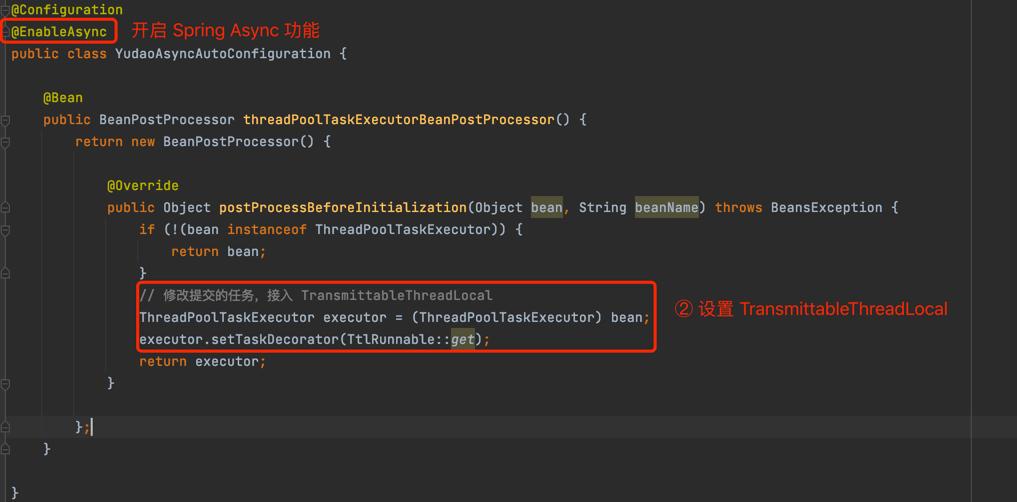 @Configuration
@EnableAsync 开启 Spring Async 功能
public class YudaoAsyncAutoConfiguration {
@Bean
public BeanPostProcessor threadPoolTaskExecutorBeanPostProcessor() {
return new BeanPostProcessor() {
@Override
public Object postProcessBeforeInitialization(Object bean, String beanName) throws BeansException {
if (!(bean instanceof ThreadPoolTaskExecutor)) {
return bean;
}
// 修改提交的任务，接入 TransmittableThreadLocal
ThreadPoolTaskExecutor executor = (ThreadPoolTaskExecutor) bean; ② 设置 TransmittableThreadLocal
executor.setTaskDecorator(TtlRunnable::get);
return executor;
}
};
}
}